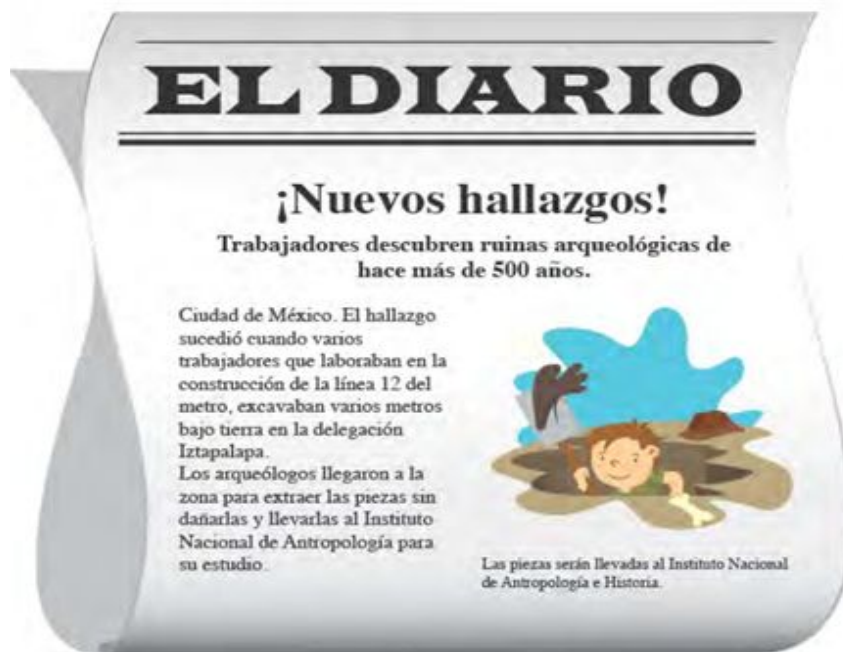 EL DIARIO
¡Nuevos hallazgos!
Trabajadores descubren ruinas arqueológicas de
hace más de 500 años.
Ciudad de México. El hallazgo
sucedió cuando varios
trabajadores que laboraban en la
construcción de la línea 12 del
metro, excavaban varios metros
bajo tierra en la delegación
Iztapalapa.
Los arqueólogos llegaron a la
zona para extraer las piezas sin
dañarlas y llevarlas al Instituto
Nacional de Antropología para
su estudio.
Las piezas serán llevadas al Instituto Nacional
de Antropología e Historia.